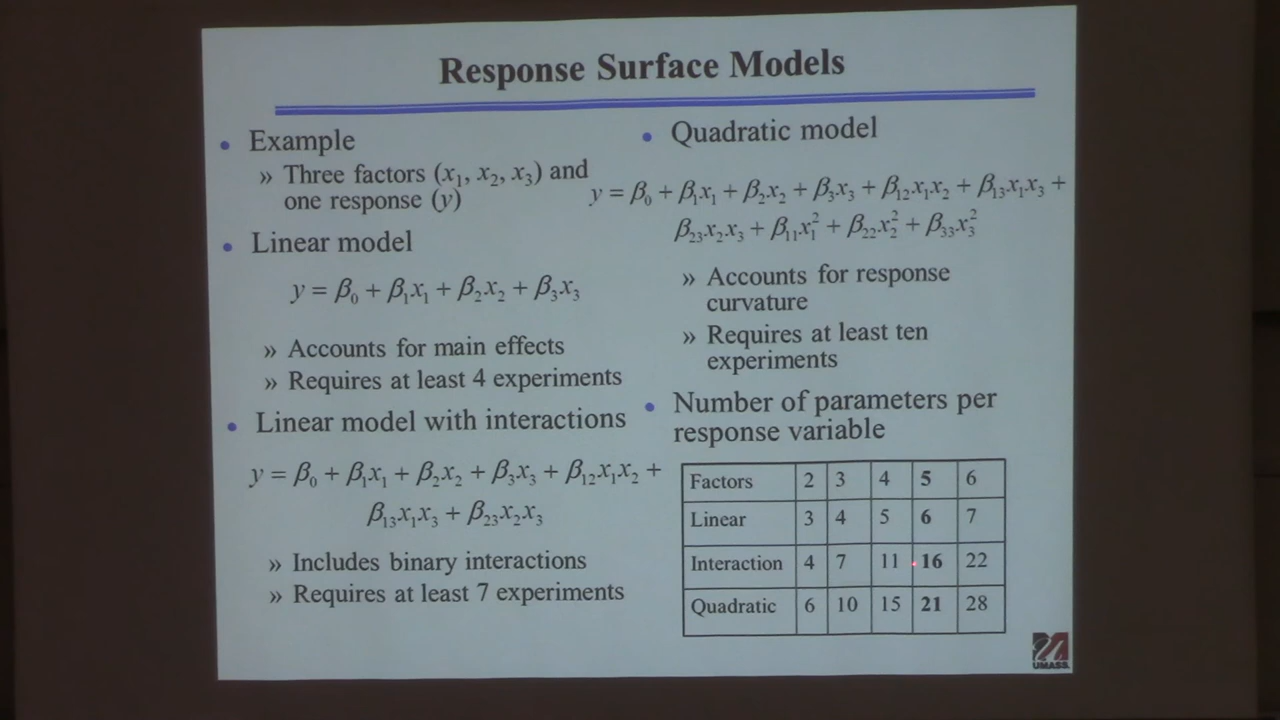 Response Surface Models
• Example
» Three factors (x₁, x₂, x₃) and
one response (y)
• Linear model
y = β₀ + β₁x₁ + β₂x₂ + β₃x₃
» Accounts for main effects
» Requires at least 4 experiments
• Linear model with interactions
y = β₀ + β₁x₁ + β₂x₂ + β₃x₃ + β₁₂x₁x₂ +
β₁₃x₁x₃ + β₂₃x₂x₃
» Includes binary interactions
» Requires at least 7 experiments
• Quadratic model
y = β₀ + β₁x₁ + β₂x₂ + β₃x₃ + β₁₂x₁x₂ + β₁₃x₁x₃ +
β₂₃x₂x₃ + β₁₁x₁² + β₂₂x₂² + β₃₃x₃²
» Accounts for response
curvature
» Requires at least ten
experiments
• Number of parameters per
response variable
Factors 2 3 4 5 6
Linear 3 4 5 6 7
Interaction 4 7 11 16 22
Quadratic 6 10 15 21 28
UMASS